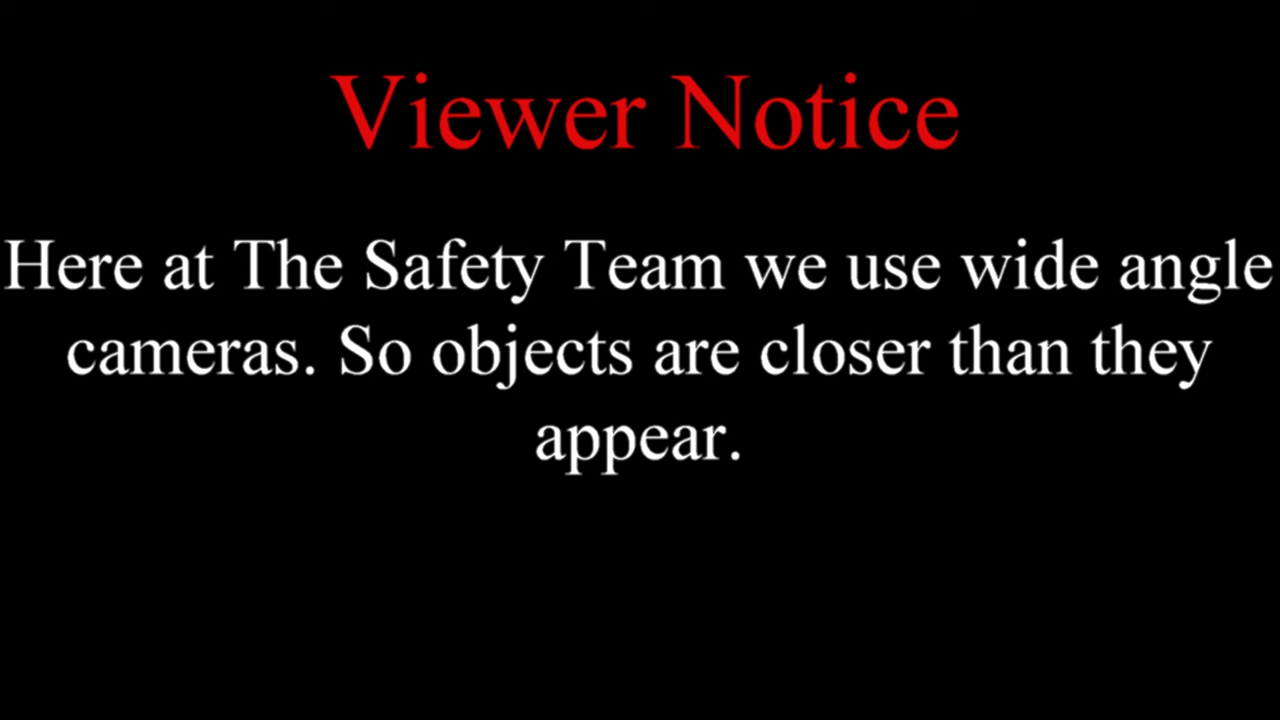 Viewer Notice
Here at The Safety Team we use wide angle
cameras. So objects are closer than they
appear.